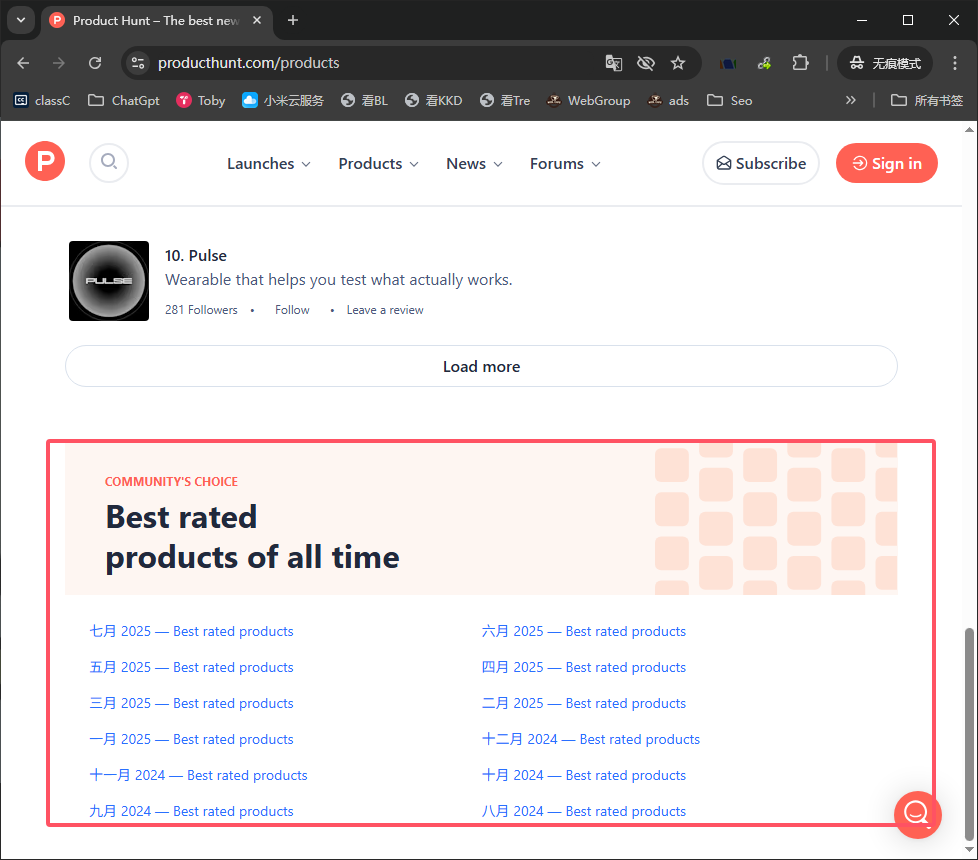 Product Hunt – The best new
producthunt.com/products
无痕模式
classC
ChatGpt
Toby
小米云服务
看BL
看KKD
看Tre
WebGroup
ads
Seo
所有书签
P
Launches
Products
News
Forums
Subscribe
Sign in
PULSE
10. Pulse
Wearable that helps you test what actually works.
281 Followers • Follow • Leave a review
Load more
COMMUNITY'S CHOICE
Best rated
products of all time
七月 2025 — Best rated products
六月 2025 — Best rated products
五月 2025 — Best rated products
四月 2025 — Best rated products
三月 2025 — Best rated products
二月 2025 — Best rated products
一月 2025 — Best rated products
十二月 2024 — Best rated products
十一月 2024 — Best rated products
十月 2024 — Best rated products
九月 2024 — Best rated products
八月 2024 — Best rated products